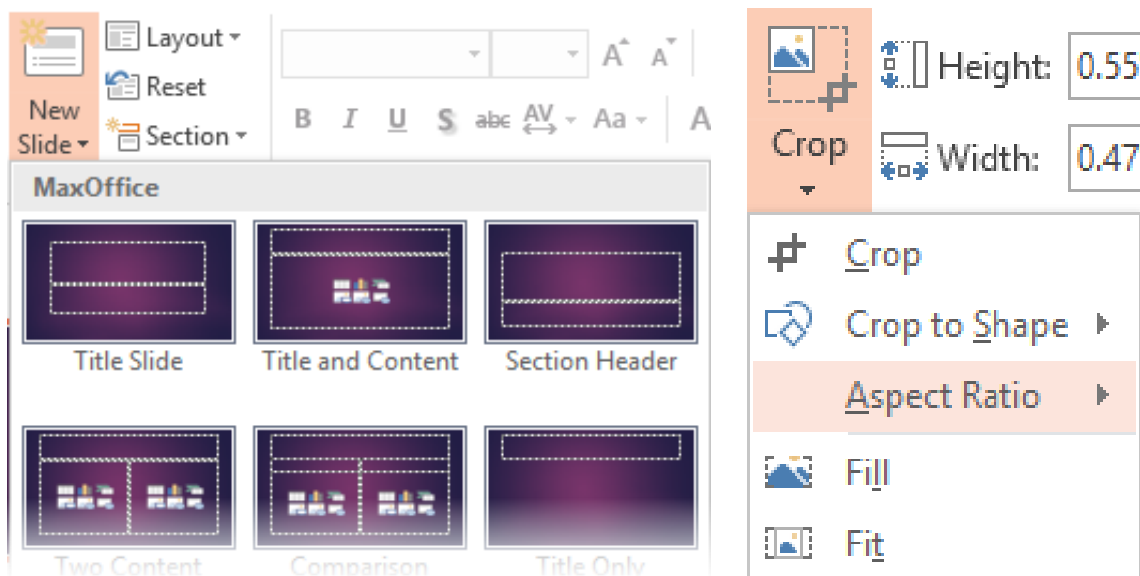 New
Slide
Layout
Reset
Section
B I U S abc AV Aa A
A A
MaxOffice
Title Slide
Title and Content
Section Header
Two Content
Comparison
Title Only
Crop
Height: 0.55
Width: 0.47
Crop
Crop to Shape
Aspect Ratio
Fill
Fit